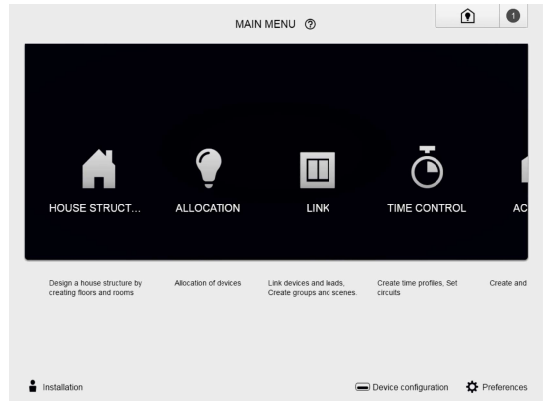 MAIN MENU ?
1
HOUSE STRUCT...
ALLOCATION
LINK
TIME CONTROL
AC
Design a house structure by
creating floors and rooms
Allocation of devices
Link devices and leads,
Create groups and scenes.
Create time profiles, Set
circuits
Create and
Installation
Device configuration
Preferences